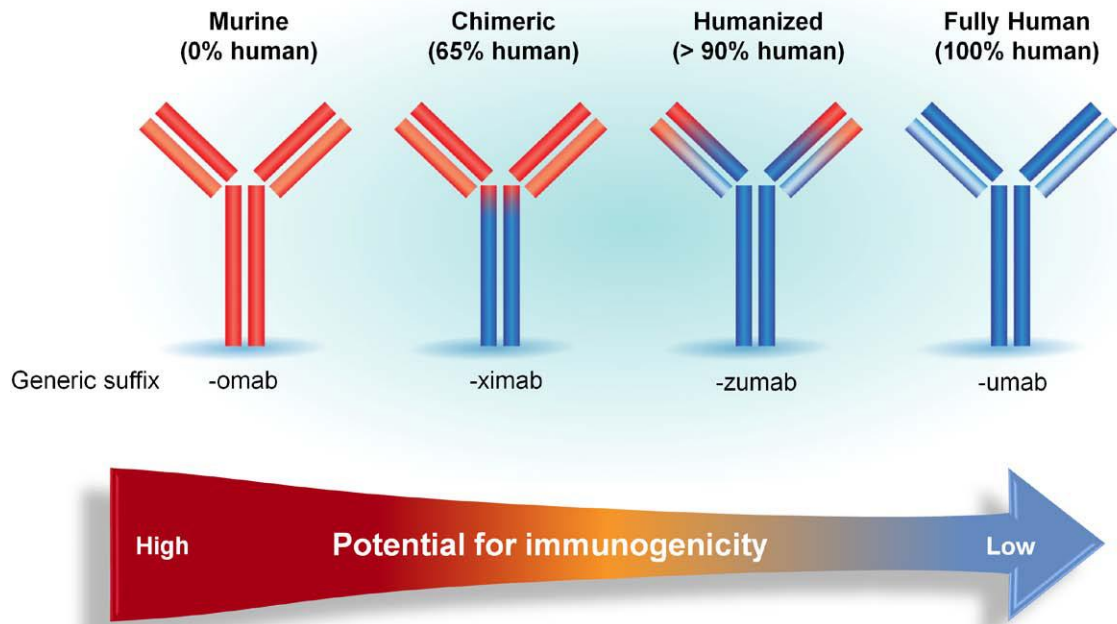 Murine
(0% human)
Chimeric
(65% human)
Humanized
(> 90% human)
Fully Human
(100% human)
Generic suffix
-omab
-ximab
-zumab
-umab
High
Potential for immunogenicity
Low